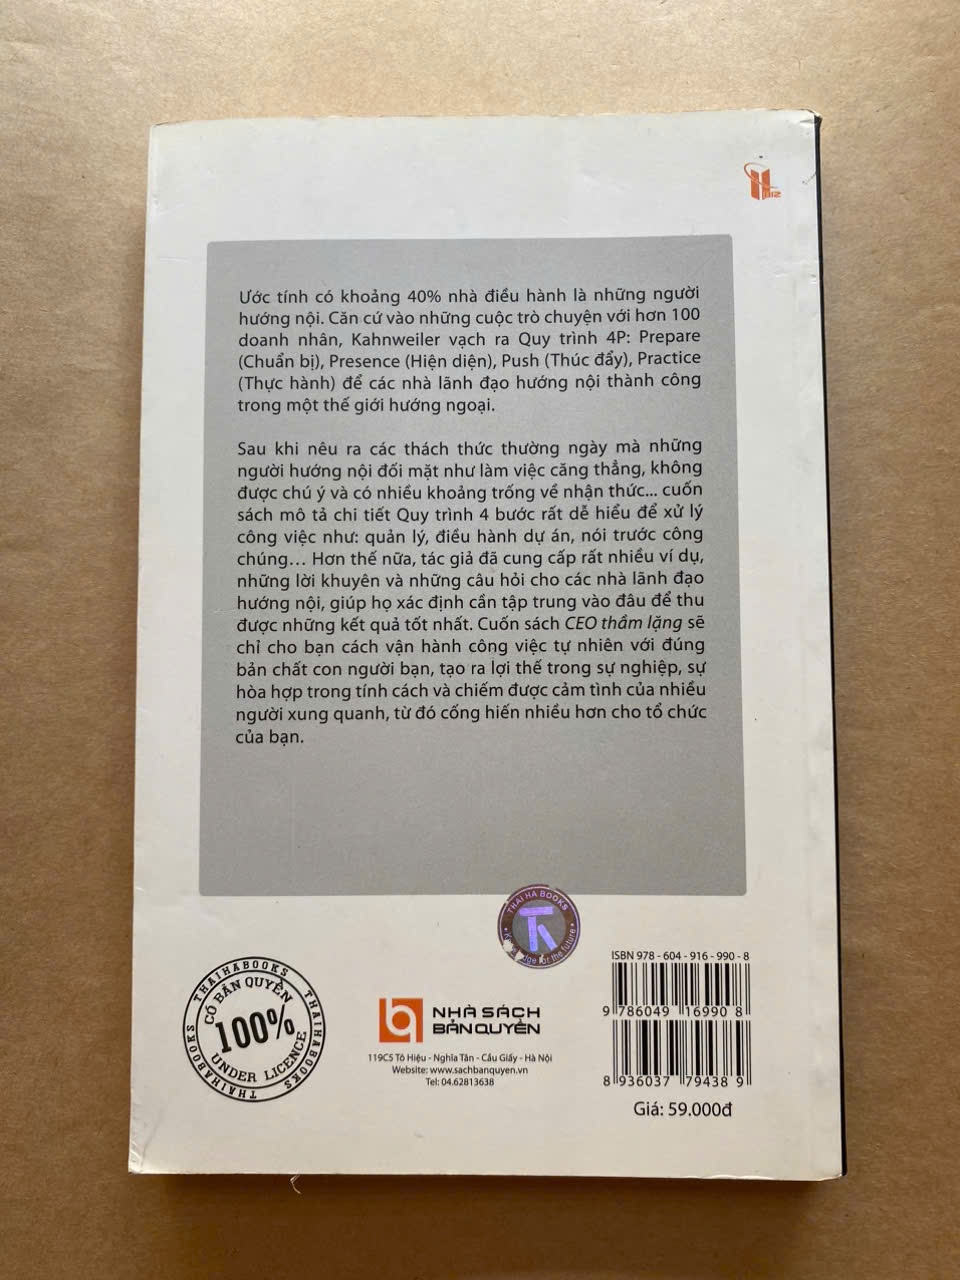 Ước tính có khoảng 40% nhà điều hành là những người
hướng nội. Căn cứ vào những cuộc trò chuyện với hơn 100
doanh nhân, Kahnweiler vạch ra Quy trình 4P: Prepare
(Chuẩn bị), Presence (Hiện diện), Push (Thúc đẩy), Practice
(Thực hành) để các nhà lãnh đạo hướng nội thành công
trong một thế giới hướng ngoại.
Sau khi nêu ra các thách thức thường ngày mà những
người hướng nội đối mặt như làm việc căng thẳng, không
được chú ý và có nhiều khoảng trống về nhận thức... cuốn
sách mô tả chi tiết Quy trình 4 bước rất dễ hiểu để xử lý
công việc như: quản lý, điều hành dự án, nói trước công
chúng... Hơn thế nữa, tác giả đã cung cấp rất nhiều ví dụ,
những lời khuyên và những câu hỏi cho các nhà lãnh đạo
hướng nội, giúp họ xác định cần tập trung vào đâu để thu
được những kết quả tốt nhất. Cuốn sách CEO thầm lặng sẽ
chỉ cho bạn cách vận hành công việc tự nhiên với đúng
bản chất con người bạn, tạo ra lợi thế trong sự nghiệp, sự
hòa hợp trong tính cách và chiếm được cảm tình của nhiều
người xung quanh, từ đó cống hiến nhiều hơn cho tổ chức
của bạn.
THAI HA BOOKS
for the future
THAIHABOOKS THAIHABOOKS THAIHABOOKS
CÓ BẢN QUYỀN
100%
UNDER LICENCE
NHÀ SÁCH
BẢN QUYỀN
119C5 Tô Hiệu - Nghĩa Tân - Cầu Giấy - Hà Nội
Website: www.sachbanquyen.vn
Tel: 04.62813638
ISBN 978 - 604 - 916 - 990 - 8
9 786049 169908
8 936037 794389
Giá: 59.000đ